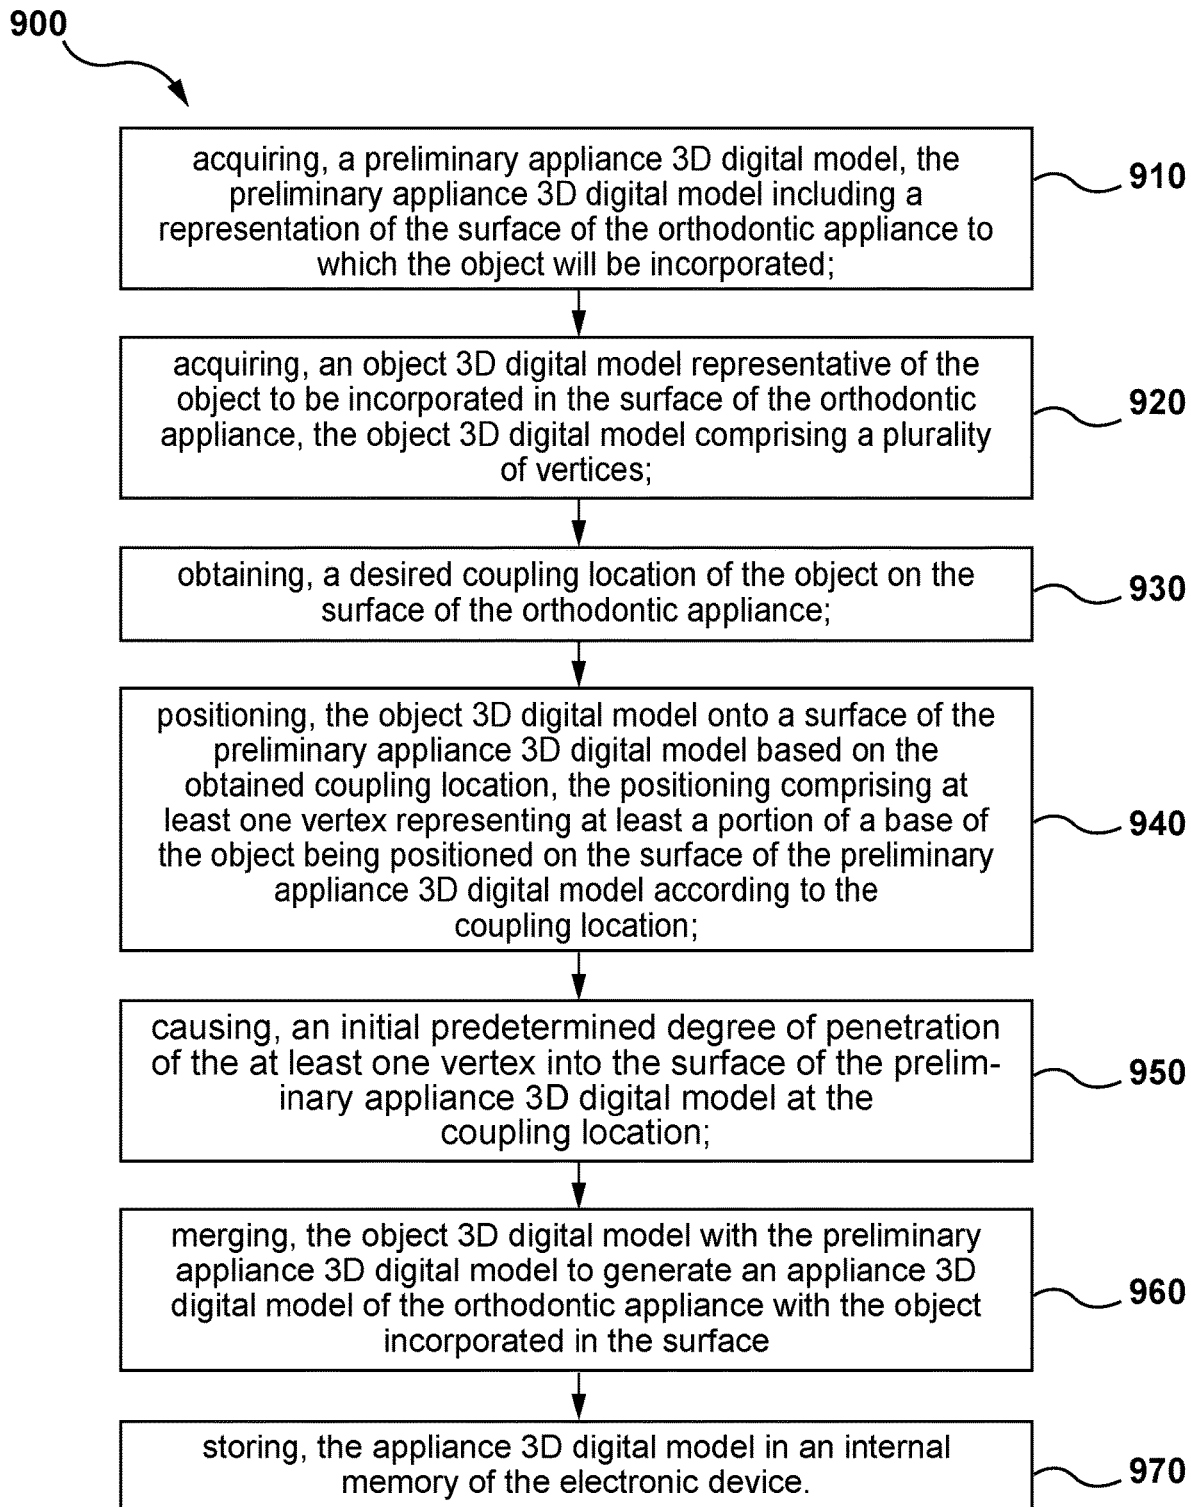 900
acquiring, a preliminary appliance 3D digital model, the
preliminary appliance 3D digital model including a
representation of the surface of the orthodontic appliance to
which the object will be incorporated;
910
acquiring, an object 3D digital model representative of the
object to be incorporated in the surface of the orthodontic
appliance, the object 3D digital model comprising a plurality
of vertices;
920
obtaining, a desired coupling location of the object on the
surface of the orthodontic appliance;
930
positioning, the object 3D digital model onto a surface of the
preliminary appliance 3D digital model based on the
obtained coupling location, the positioning comprising at
least one vertex representing at least a portion of a base of
the object being positioned on the surface of the preliminary
appliance 3D digital model according to the
coupling location;
940
causing, an initial predetermined degree of penetration
of the at least one vertex into the surface of the prelim-
inary appliance 3D digital model at the
coupling location;
950
merging, the object 3D digital model with the preliminary
appliance 3D digital model to generate an appliance 3D
digital model of the orthodontic appliance with the object
incorporated in the surface
960
storing, the appliance 3D digital model in an internal
memory of the electronic device.
970